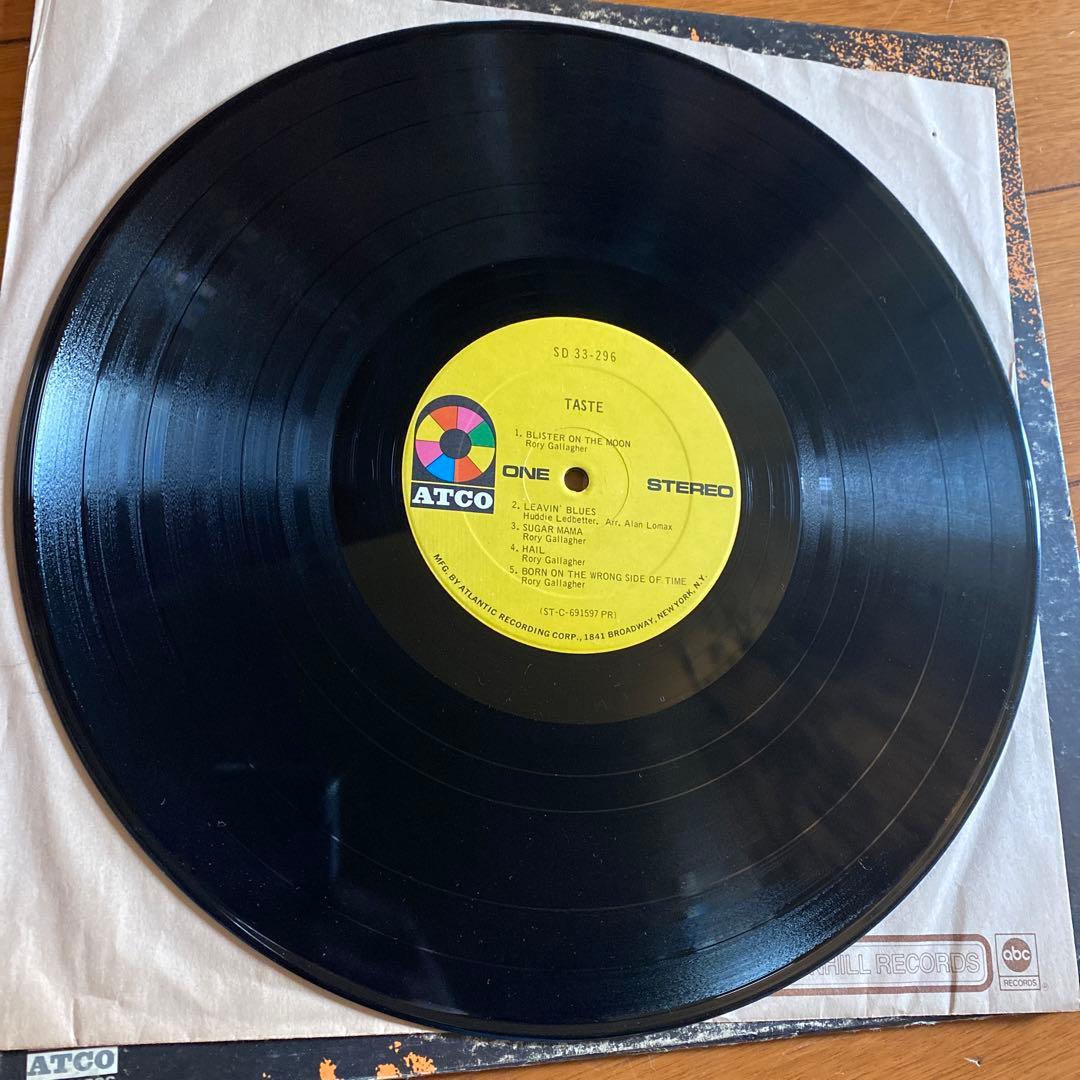 SD 33-296
TASTE
1. BLISTER ON THE MOON
Rory Gallagher
ATCO
ONE
STEREO
2. LEAVIN' BLUES
Huddie Ledbetter. Arr. Alan Lomax
3. SUGAR MAMA
Rory Gallagher
4. HAIL
Rory Gallagher
5. BORN ON THE WRONG SIDE OF TIME
Rory Gallagher
(ST-C-691597 PR)
MFG. BY ATLANTIC RECORDING CORP., 1841 BROADWAY, NEW YORK, N.Y.
NHILL RECORDS
abc
RECORDS
ATCO